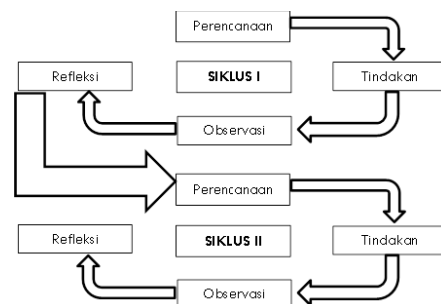 Perencanaan
Refleksi
SIKLUS I
Tindakan
Observasi
Perencanaan
Refleksi
SIKLUS II
Tindakan
Observasi